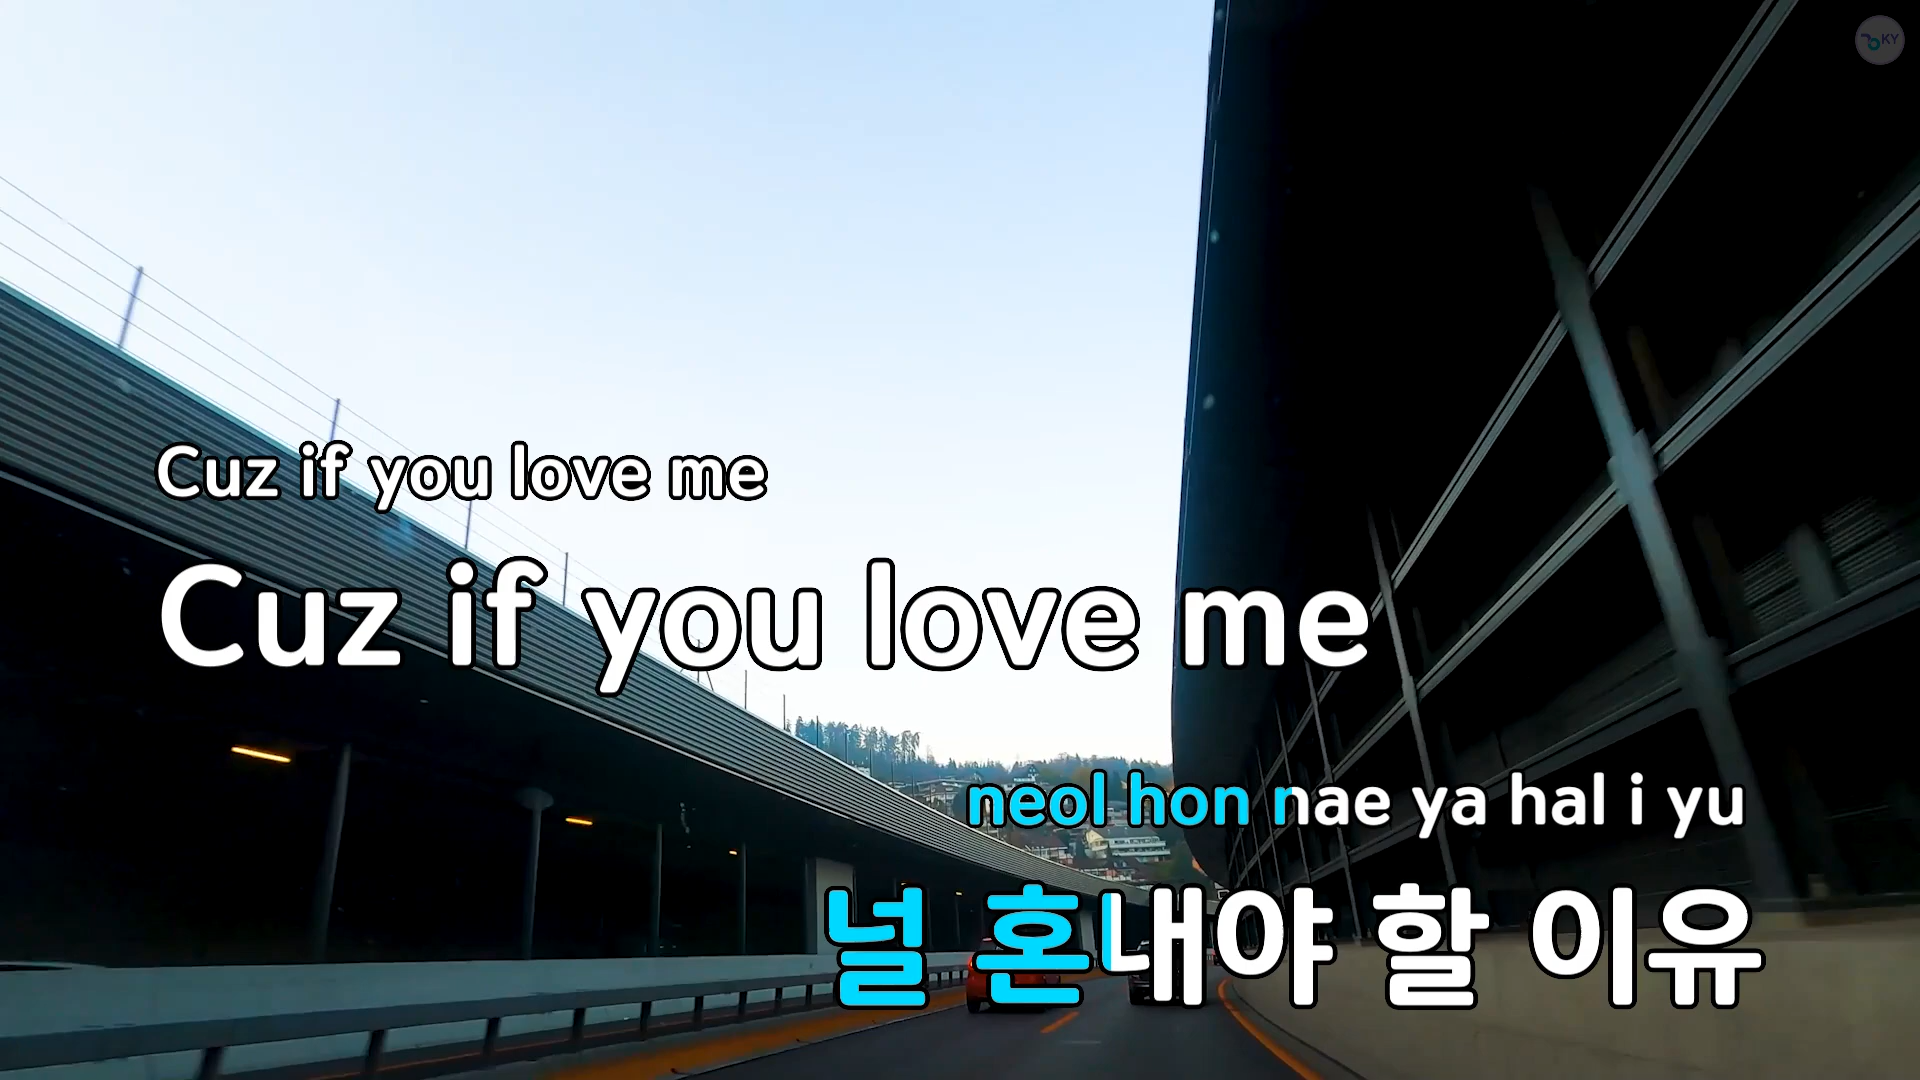 KY
Cuz if you love me
Cuz if you love me
neol hon nae ya hal i yu
널 혼내야 할 이유